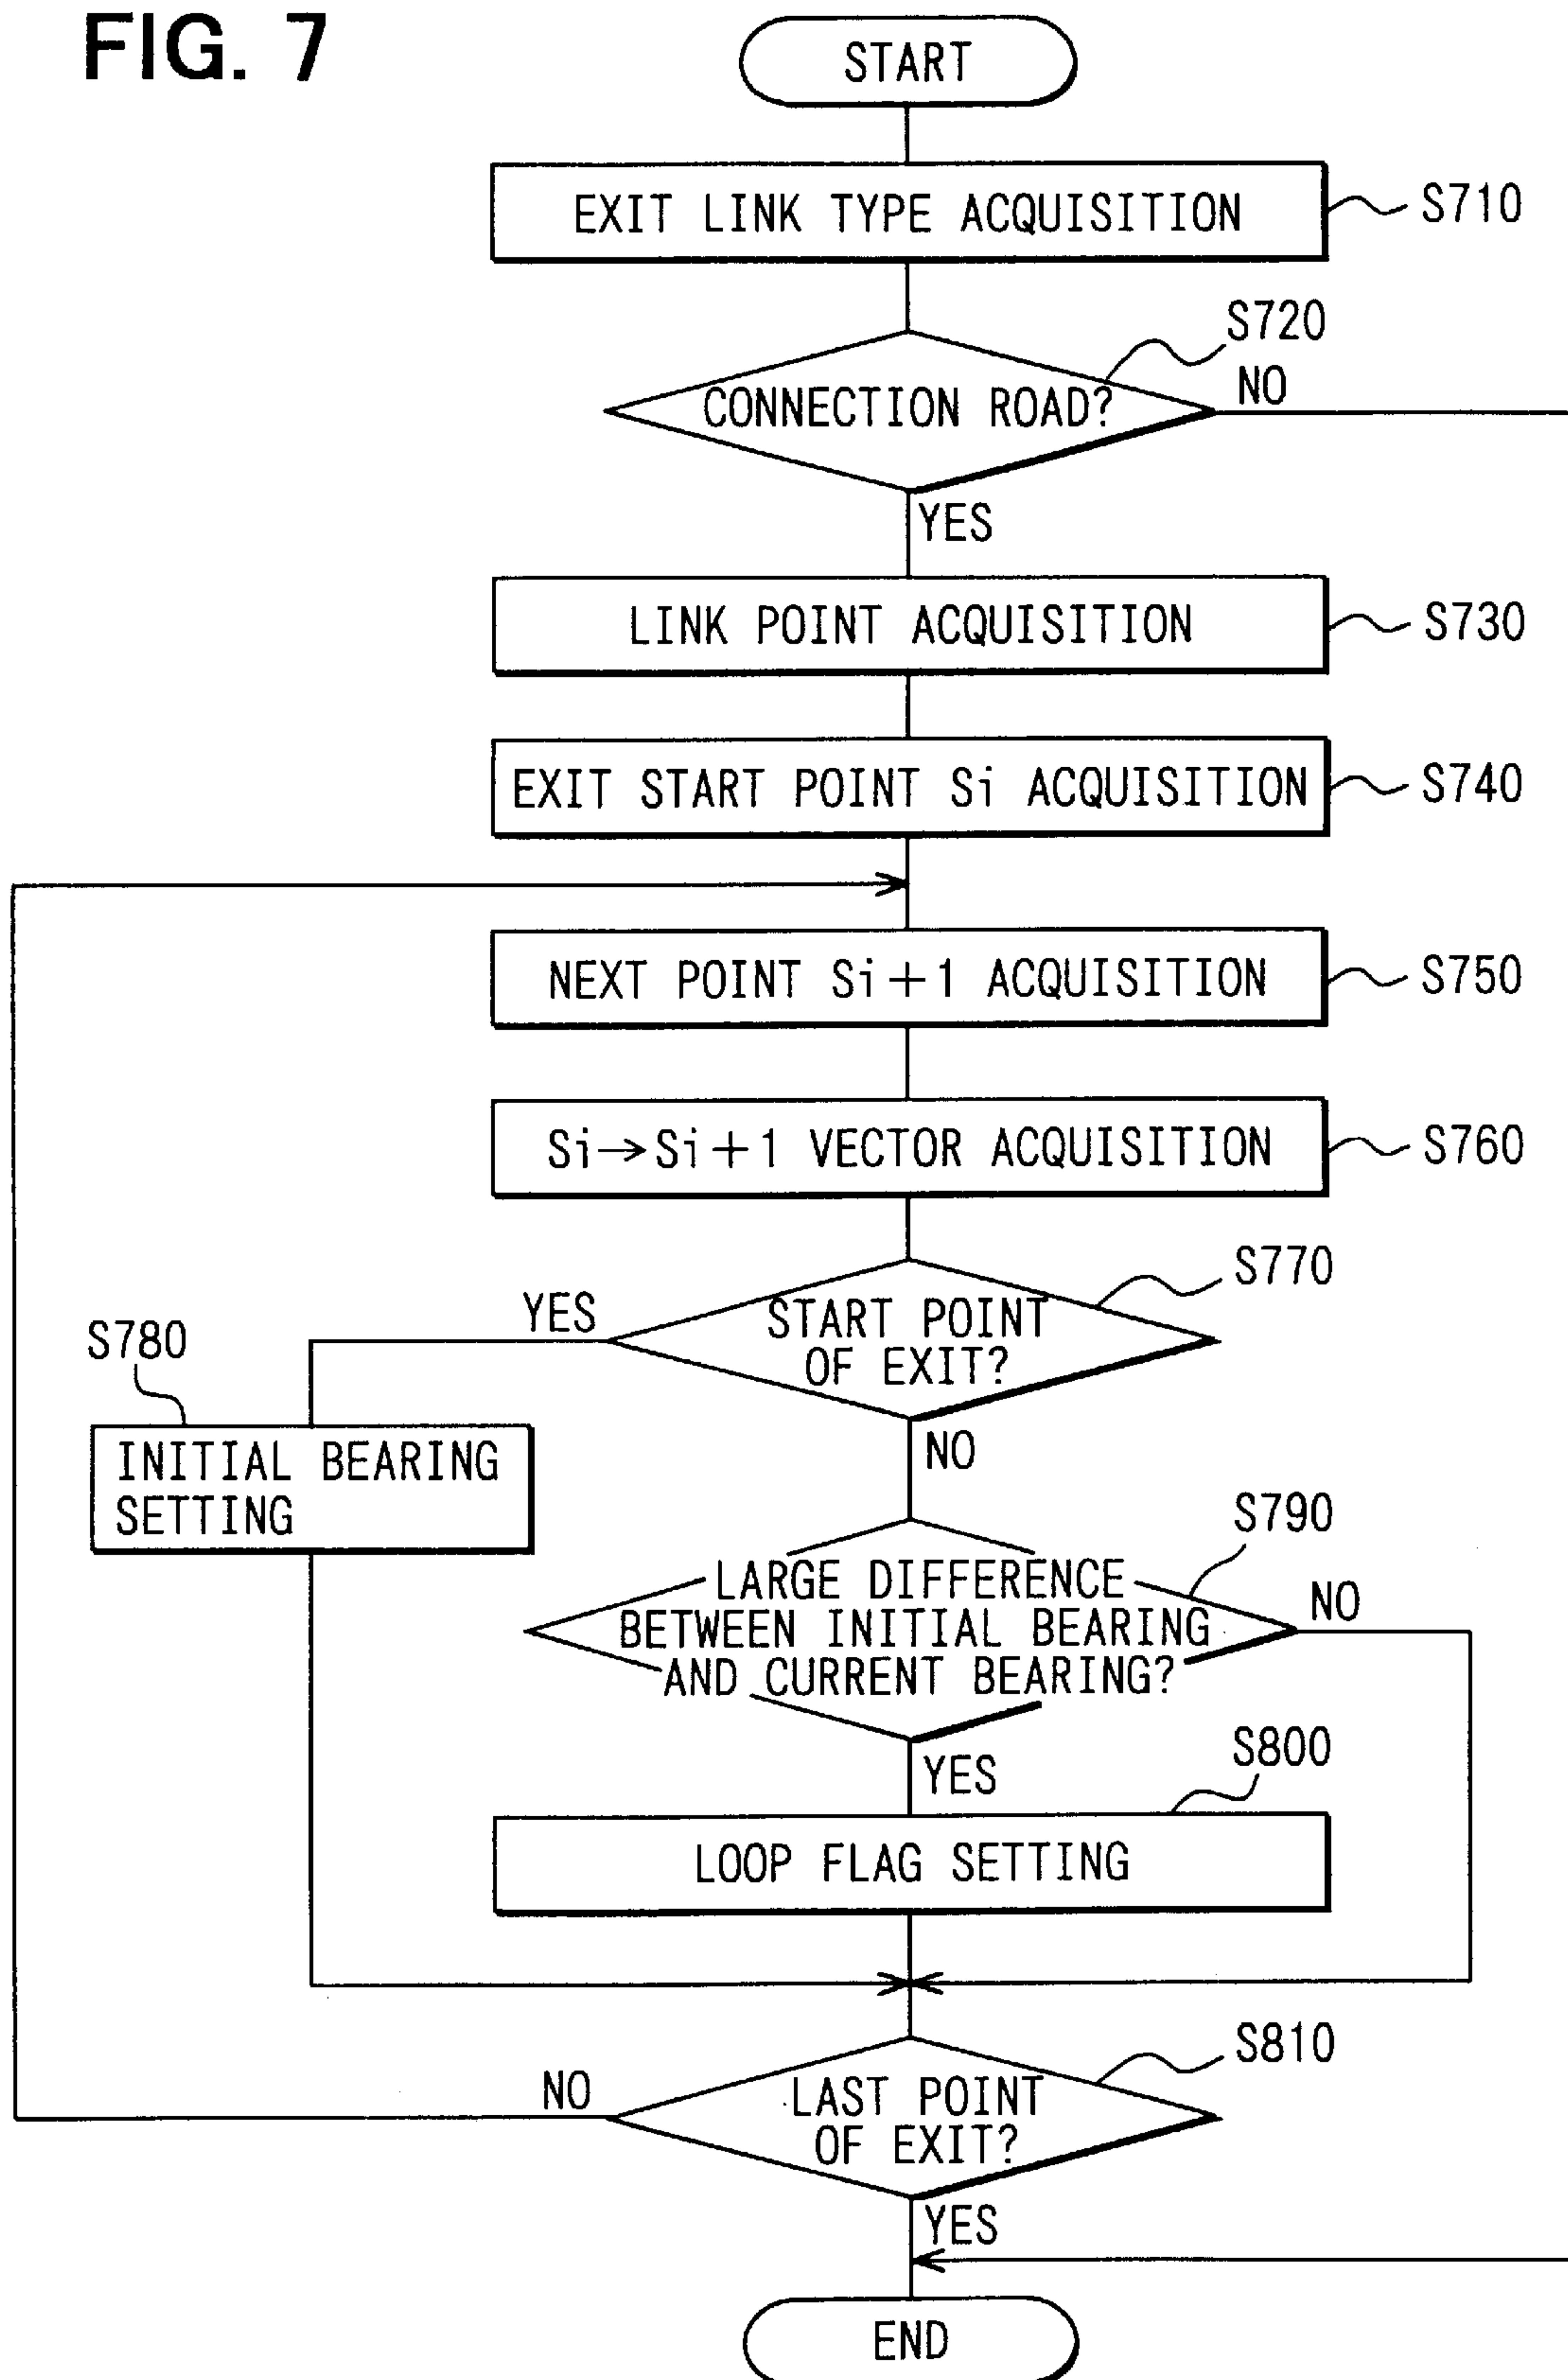 FIG. 7
START
EXIT LINK TYPE ACQUISITION
S710
S720
CONNECTION ROAD?
NO
YES
LINK POINT ACQUISITION
S730
EXIT START POINT Si ACQUISITION
S740
NEXT POINT Si+1 ACQUISITION
S750
Si→Si+1 VECTOR ACQUISITION
S760
S770
YES
START POINT
OF EXIT?
S780
NO
INITIAL BEARING
SETTING
S790
LARGE DIFFERENCE
BETWEEN INITIAL BEARING
AND CURRENT BEARING?
NO
YES
S800
LOOP FLAG SETTING
S810
NO
LAST POINT
OF EXIT?
YES
END